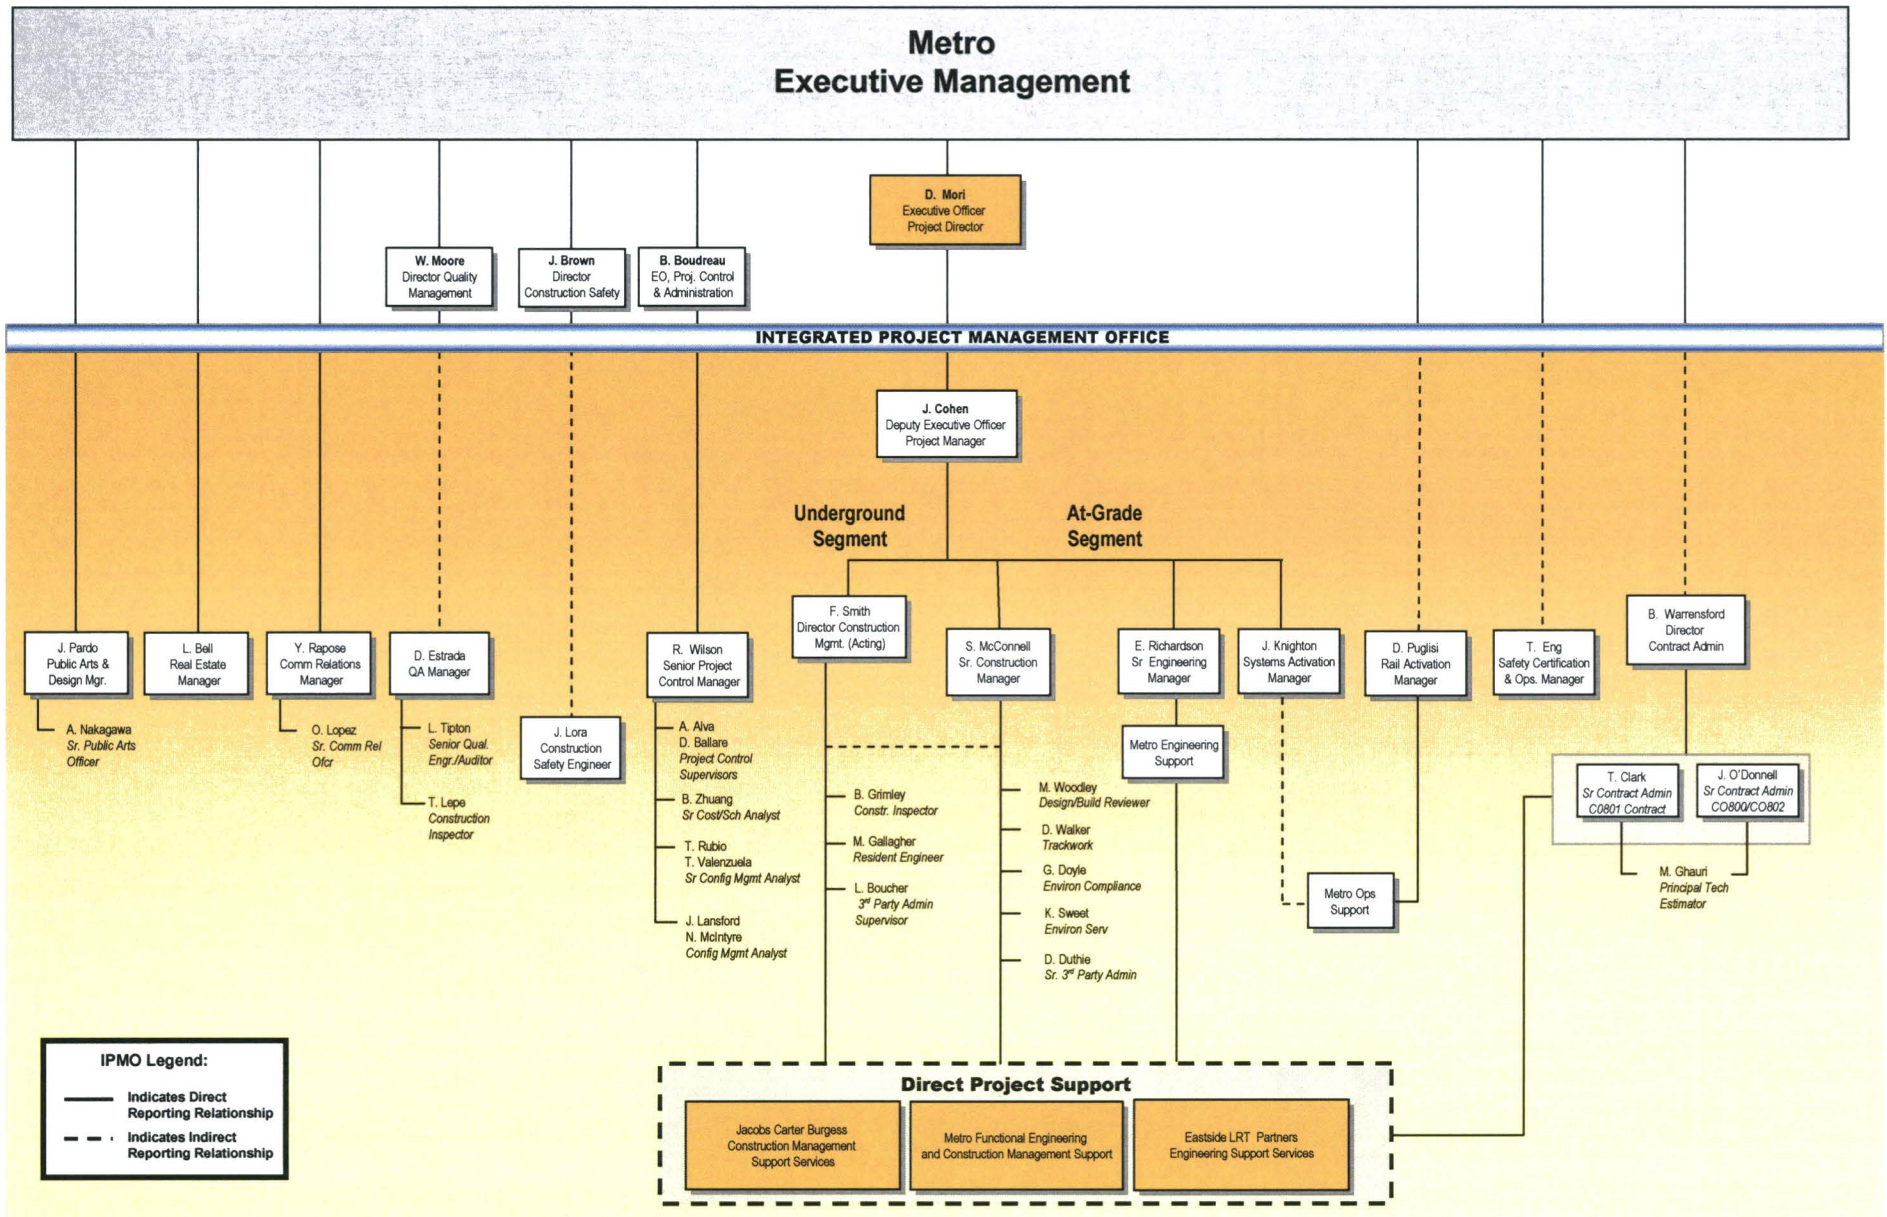 Metro
Executive Management
D. Mori
Executive Officer
Project Director
W. Moore
Director Quality
Management
J. Brown
Director
Construction Safety
B. Boudreau
EO, Proj. Control
& Administration
INTEGRATED PROJECT MANAGEMENT OFFICE
J. Cohen
Deputy Executive Officer
Project Manager
Underground
Segment
At-Grade
Segment
J. Pardo
Public Arts &
Design Mgr.
A. Nakagawa
Sr. Public Arts
Officer
L. Bell
Real Estate
Manager
Y. Rapose
Comm Relations
Manager
O. Lopez
Sr. Comm Rel
Ofcr
D. Estrada
QA Manager
L. Tipton
Senior Qual.
Engr./Auditor
T. Lepe
Construction
Inspector
J. Lora
Construction
Safety Engineer
R. Wilson
Senior Project
Control Manager
A. Alva
D. Ballare
Project Control
Supervisors
B. Zhuang
Sr Cost/Sch Analyst
T. Rubio
T. Valenzuela
Sr Config Mgmt Analyst
J. Lansford
N. McIntyre
Config Mgmt Analyst
F. Smith
Director Construction
Mgmt. (Acting)
B. Grimley
Constr. Inspector
M. Gallagher
Resident Engineer
L. Boucher
3rd Party Admin
Supervisor
S. McConnell
Sr. Construction
Manager
M. Woodley
Design/Build Reviewer
D. Walker
Trackwork
G. Doyle
Environ Compliance
K. Sweet
Environ Serv
D. Duthie
Sr. 3rd Party Admin
E. Richardson
Sr Engineering
Manager
Metro Engineering
Support
J. Knighton
Systems Activation
Manager
D. Puglisi
Rail Activation
Manager
Metro Ops
Support
T. Eng
Safety Certification
& Ops. Manager
B. Warrensford
Director
Contract Admin
T. Clark
Sr Contract Admin
C0801 Contract
J. O'Donnell
Sr Contract Admin
CO800/CO802
M. Ghauri
Principal Tech
Estimator
IPMO Legend:
Indicates Direct
Reporting Relationship
Indicates Indirect
Reporting Relationship
Direct Project Support
Jacobs Carter Burgess
Construction Management
Support Services
Metro Functional Engineering
and Construction Management Support
Eastside LRT Partners
Engineering Support Services